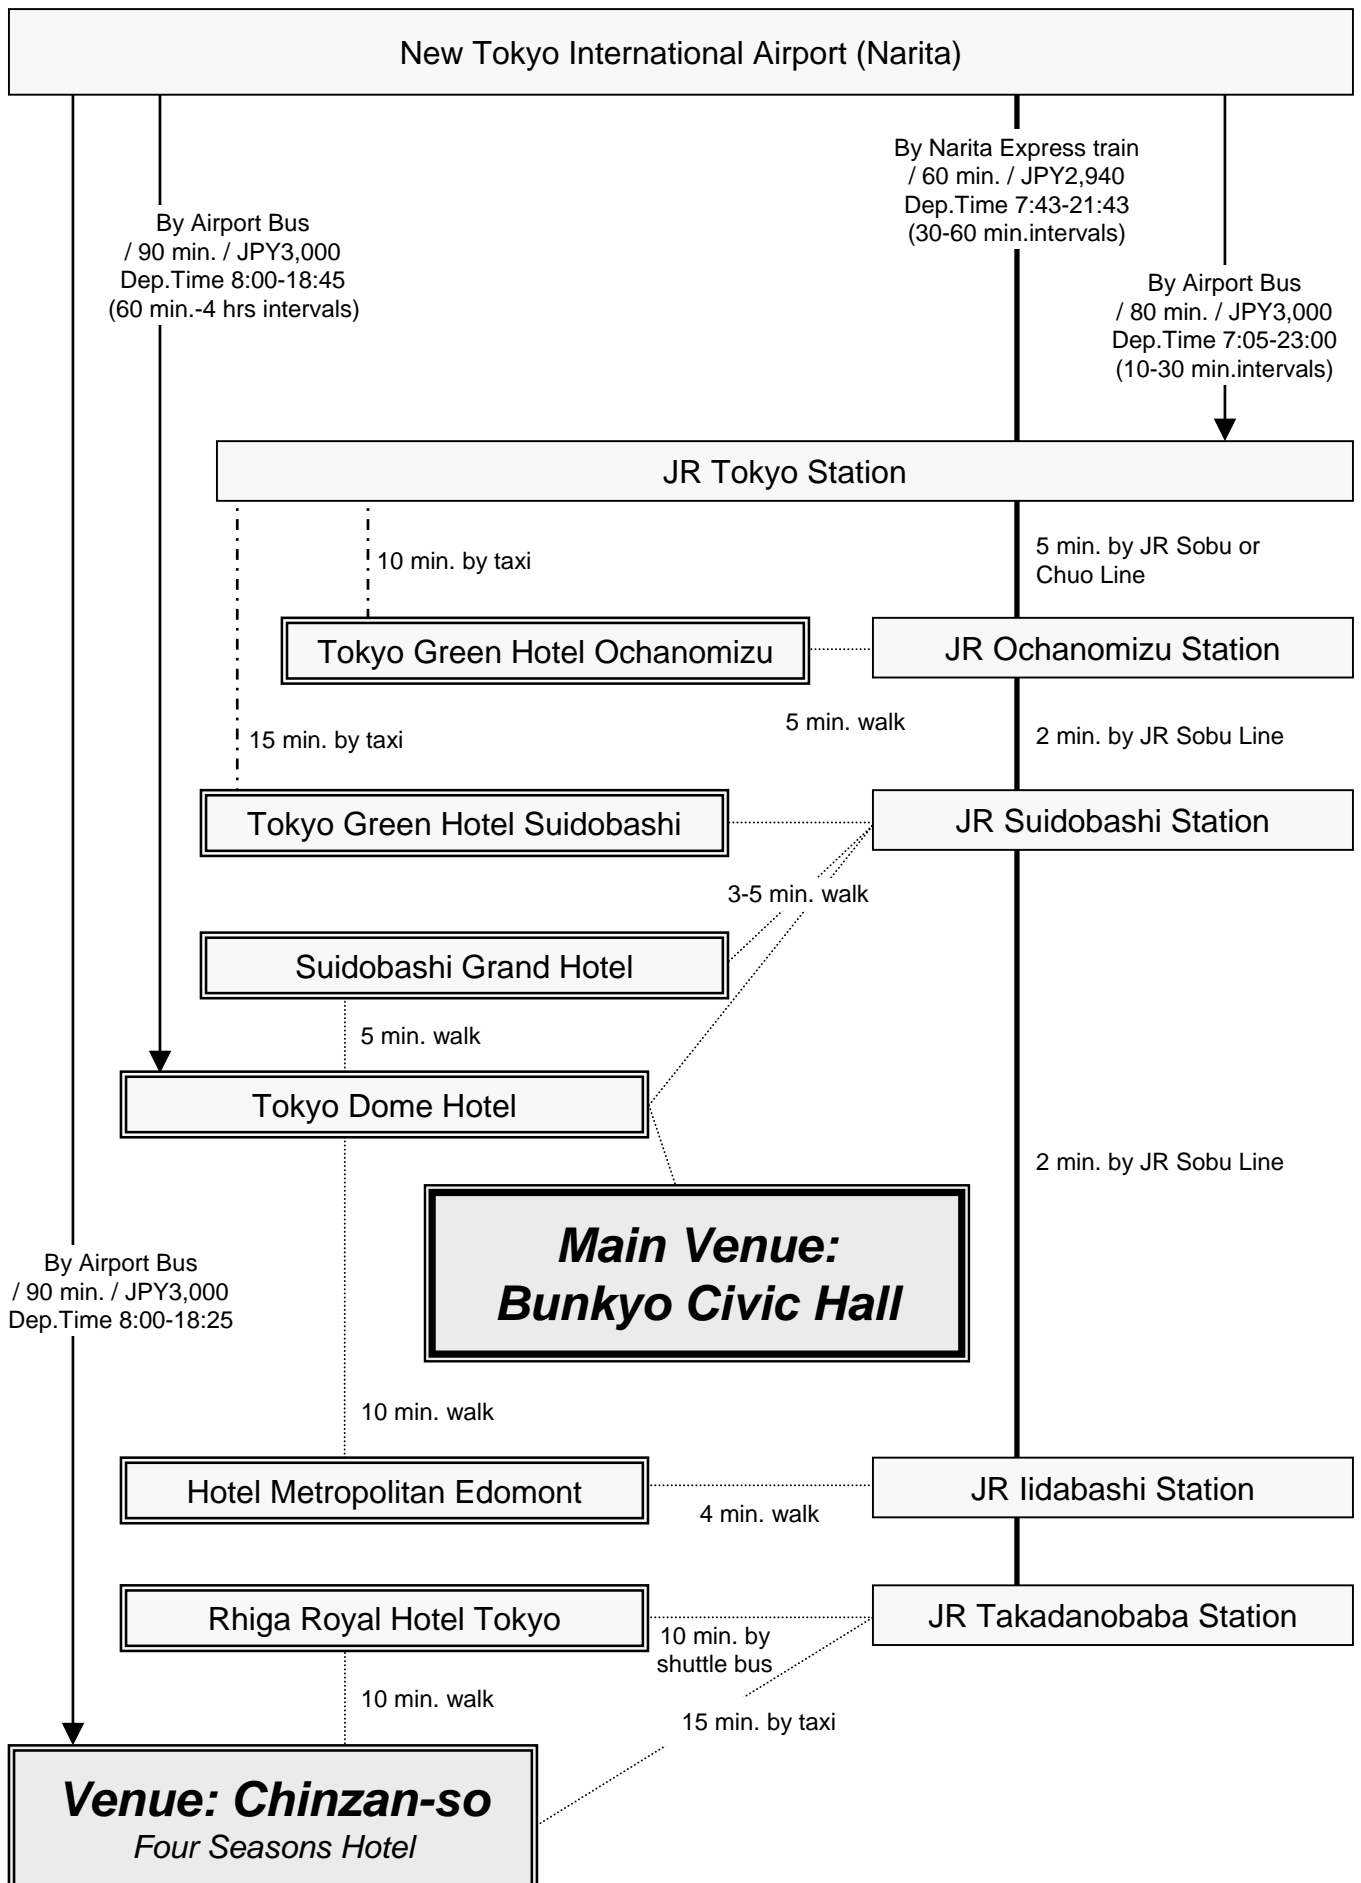 New Tokyo International Airport (Narita)
By Narita Express train
/ 60 min. / JPY2,940
Dep.Time 7:43-21:43
(30-60 min.intervals)
By Airport Bus
/ 90 min. / JPY3,000
Dep.Time 8:00-18:45
(60 min.-4 hrs intervals)
By Airport Bus
/ 80 min. / JPY3,000
Dep.Time 7:05-23:00
(10-30 min.intervals)
JR Tokyo Station
10 min. by taxi
5 min. by JR Sobu or
Chuo Line
Tokyo Green Hotel Ochanomizu
JR Ochanomizu Station
5 min. walk
15 min. by taxi
2 min. by JR Sobu Line
Tokyo Green Hotel Suidobashi
JR Suidobashi Station
3-5 min. walk
Suidobashi Grand Hotel
5 min. walk
Tokyo Dome Hotel
2 min. by JR Sobu Line
Main Venue:
Bunkyo Civic Hall
By Airport Bus
/ 90 min. / JPY3,000
Dep.Time 8:00-18:25
10 min. walk
Hotel Metropolitan Edomont
JR Iidabashi Station
4 min. walk
Rhiga Royal Hotel Tokyo
JR Takadanobaba Station
10 min. by
shuttle bus
10 min. walk
15 min. by taxi
Venue: Chinzan-so
Four Seasons Hotel